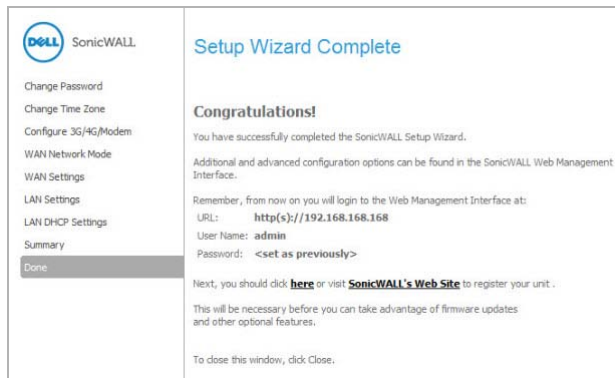 DELL SonicWALL
Change Password
Change Time Zone
Configure 3G/4G/Modem
WAN Network Mode
WAN Settings
LAN Settings
LAN DHCP Settings
Summary
Done
Setup Wizard Complete
Congratulations!
You have successfully completed the SonicWALL Setup Wizard.
Additional and advanced configuration options can be found in the SonicWALL Web Management
Interface.
Remember, from now on you will login to the Web Management Interface at:
URL: http(s)://192.168.168.168
User Name: admin
Password: <set as previously>
Next, you should click here or visit SonicWALL's Web Site to register your unit .
This will be necessary before you can take advantage of firmware updates
and other optional features.
To close this window, click Close.